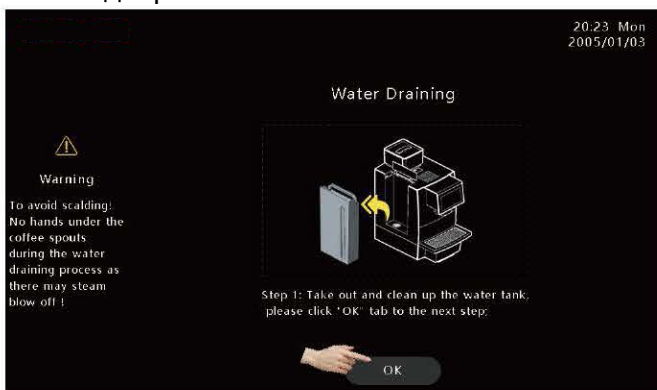 20:23 Mon
2005/01/03
Water Draining
Warning
To avoid scalding!
No hands under the
coffee spouts
during the water
draining process as
there may steam
blow off !
Step 1: Take out and clean up the water tank,
please click "OK" tab to the next step;
OK